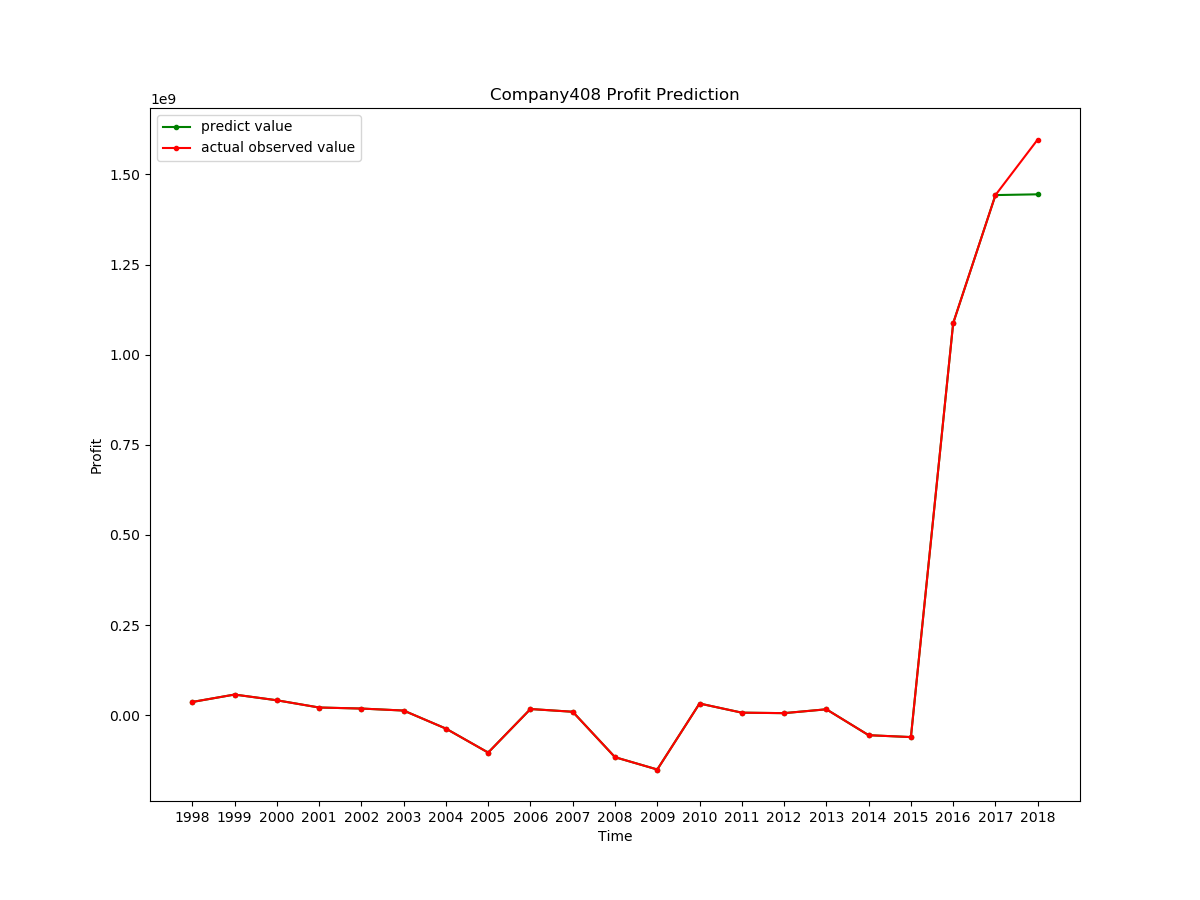 Company408 Profit Prediction
1e9
predict value
actual observed value
1.50
1.25
1.00
0.75
0.50
0.25
0.00
Profit
1998 1999 2000 2001 2002 2003 2004 2005 2006 2007 2008 2009 2010 2011 2012 2013 2014 2015 2016 2017 2018
Time